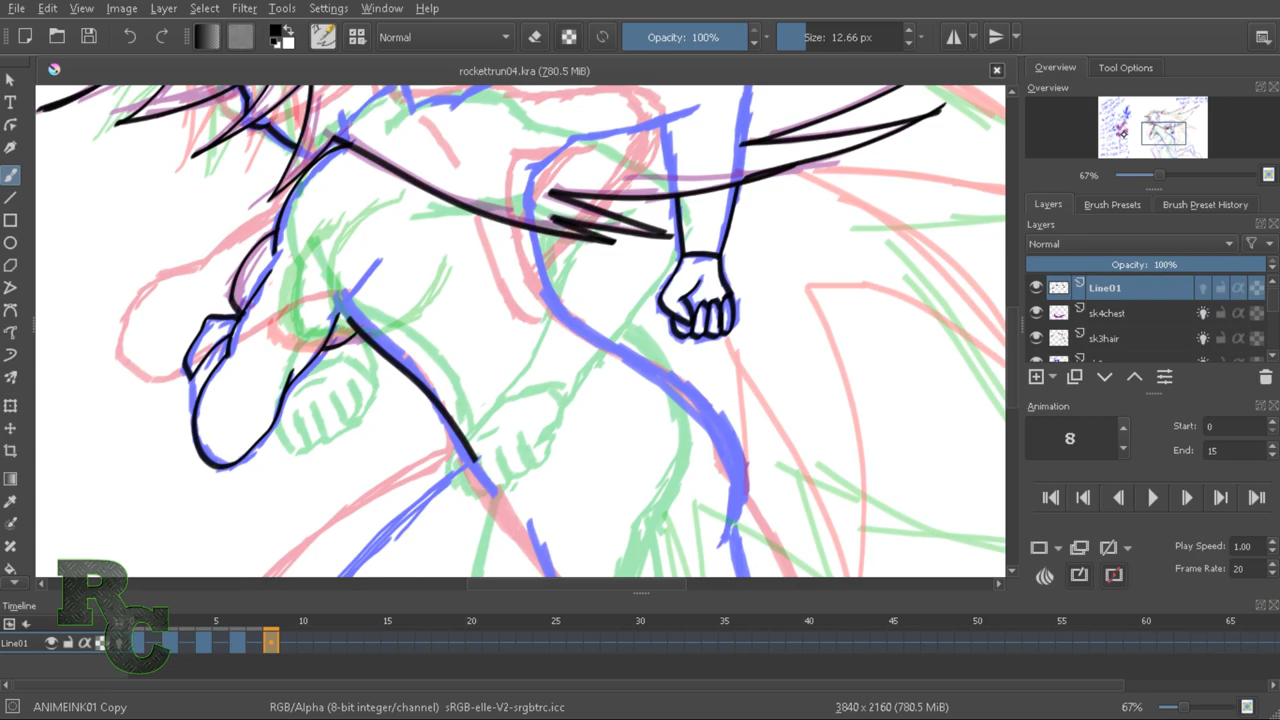 File Edit View Image Layer Select Filter Tools Settings Window Help
Normal
Opacity: 100%
Size: 12.66 px
rockettrun04.kra (780.5 MiB)
Overview Tool Options
Overview
67%
Layers Brush Presets Brush Preset History
Layers
Normal
Opacity: 100%
Line01
sk4chest
sk3hair
Animation
8
Start: 0
End: 15
Play Speed: 1.00
Frame Rate: 20
RC
Timeline
5 10 15 20 25 30 35 40 45 50 55 60 65
Line01
ANIMEINK01 Copy
RGB/Alpha (8-bit integer/channel) sRGB-elle-V2-srgbtrc.icc
3840 x 2160 (780.5 MiB)
67%